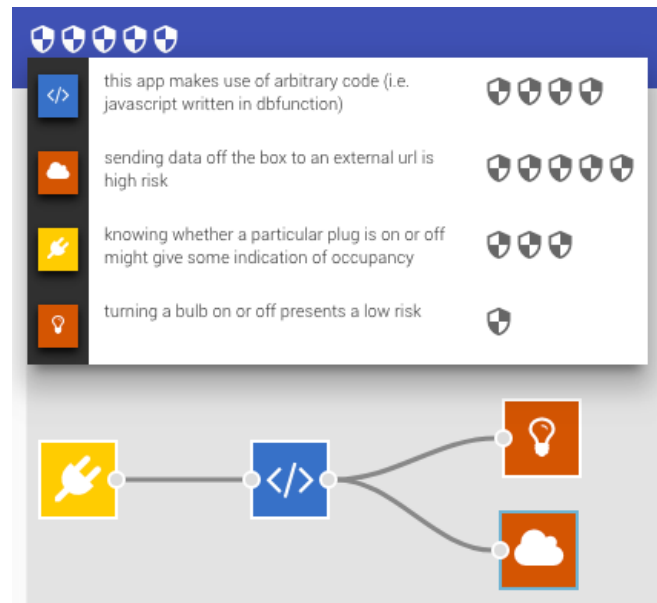 this app makes use of arbitrary code (i.e.
javascript written in dbfunction)
sending data off the box to an external url is
high risk
knowing whether a particular plug is on or off
might give some indication of occupancy
turning a bulb on or off presents a low risk